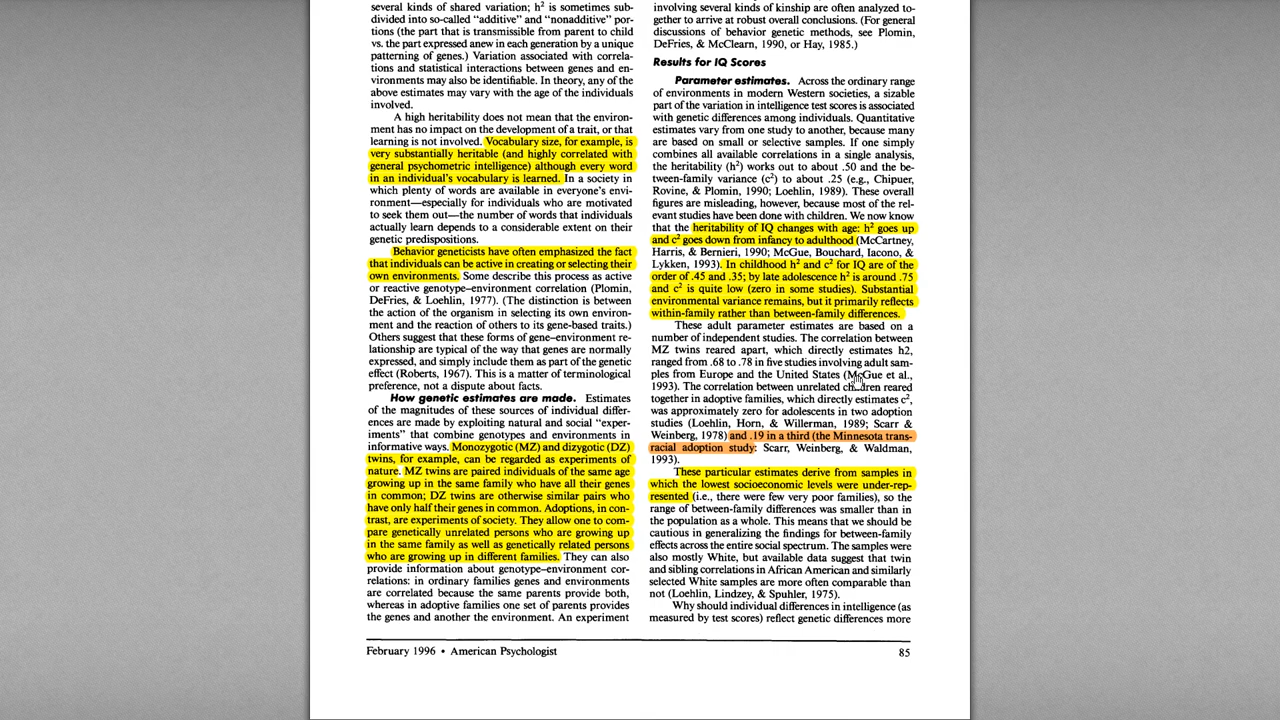 several kinds of shared variation; h² is sometimes sub-
divided into so-called “additive” and “nonadditive” por-
tions (the part that is transmissible from parent to child
vs. the part expressed anew in each generation by a unique
patterning of genes.) Variation associated with correla-
tions and statistical interactions between genes and en-
vironments may also be identifiable. In theory, any of the
above estimates may vary with the age of the individuals
involved.
A high heritability does not mean that the environ-
ment has no impact on the development of a trait, or that
learning is not involved. Vocabulary size, for example, is
very substantially heritable (and highly correlated with
general psychometric intelligence) although every word
in an individual’s vocabulary is learned. In a society in
which plenty of words are available in everyone’s envi-
ronment—especially for individuals who are motivated
to seek them out—the number of words that individuals
actually learn depends to a considerable extent on their
genetic predispositions.
Behavior geneticists have often emphasized the fact
that individuals can be active in creating or selecting their
own environments. Some describe this process as active
or reactive genotype–environment correlation (Plomin,
DeFries, & Loehlin, 1977). (The distinction is between
the action of the organism in selecting its own environ-
ment and the reaction of others to its gene-based traits.)
Others suggest that these forms of gene–environment re-
lationship are typical of the way that genes are normally
expressed, and simply include them as part of the genetic
effect (Roberts, 1967). This is a matter of terminological
preference, not a dispute about facts.
How genetic estimates are made. Estimates
of the magnitudes of these sources of individual differ-
ences are made by exploiting natural and social “exper-
iments” that combine genotypes and environments in
informative ways. Monozygotic (MZ) and dizygotic (DZ)
twins, for example, can be regarded as experiments of
nature. MZ twins are paired individuals of the same age
growing up in the same family who have all their genes
in common; DZ twins are otherwise similar pairs who
have only half their genes in common. Adoptions, in con-
trast, are experiments of society. They allow one to com-
pare genetically unrelated persons who are growing up
in the same family as well as genetically related persons
who are growing up in different families. They can also
provide information about genotype–environment cor-
relations: in ordinary families genes and environments
are correlated because the same parents provide both,
whereas in adoptive families one set of parents provides
the genes and another the environment. An experiment
involving several kinds of kinship are often analyzed to-
gether to arrive at robust overall conclusions. (For general
discussions of behavior genetic methods, see Plomin,
DeFries, & McClearn, 1990, or Hay, 1985.)
Results for IQ Scores
Parameter estimates. Across the ordinary range
of environments in modern Western societies, a sizable
part of the variation in intelligence test scores is associated
with genetic differences among individuals. Quantitative
estimates vary from one study to another, because many
are based on small or selective samples. If one simply
combines all available correlations in a single analysis,
the heritability (h²) works out to about .50 and the be-
tween-family variance (c²) to about .25 (e.g., Chipuer,
Rovine, & Plomin, 1990; Loehlin, 1989). These overall
figures are misleading, however, because most of the rel-
evant studies have been done with children. We now know
that the heritability of IQ changes with age: h² goes up
and c² goes down from infancy to adulthood (McCartney,
Harris, & Bernieri, 1990; McGue, Bouchard, Iacono, &
Lykken, 1993). In childhood h² and c² for IQ are of the
order of .45 and .35; by late adolescence h² is around .75
and c² is quite low (zero in some studies). Substantial
environmental variance remains, but it primarily reflects
within-family rather than between-family differences.
These adult parameter estimates are based on a
number of independent studies. The correlation between
MZ twins reared apart, which directly estimates h2,
ranged from .68 to .78 in five studies involving adult sam-
ples from Europe and the United States (McGue et al.,
1993). The correlation between unrelated children reared
together in adoptive families, which directly estimates c²,
was approximately zero for adolescents in two adoption
studies (Loehlin, Horn, & Willerman, 1989; Scarr &
Weinberg, 1978) and .19 in a third (the Minnesota trans-
racial adoption study: Scarr, Weinberg, & Waldman,
1993).
These particular estimates derive from samples in
which the lowest socioeconomic levels were under-rep-
resented (i.e., there were few very poor families), so the
range of between-family differences was smaller than in
the population as a whole. This means that we should be
cautious in generalizing the findings for between-family
effects across the entire social spectrum. The samples were
also mostly White, but available data suggest that twin
and sibling correlations in African American and similarly
selected White samples are more often comparable than
not (Loehlin, Lindzey, & Spuhler, 1975).
Why should individual differences in intelligence (as
measured by test scores) reflect genetic differences more
February 1996 • American Psychologist
85